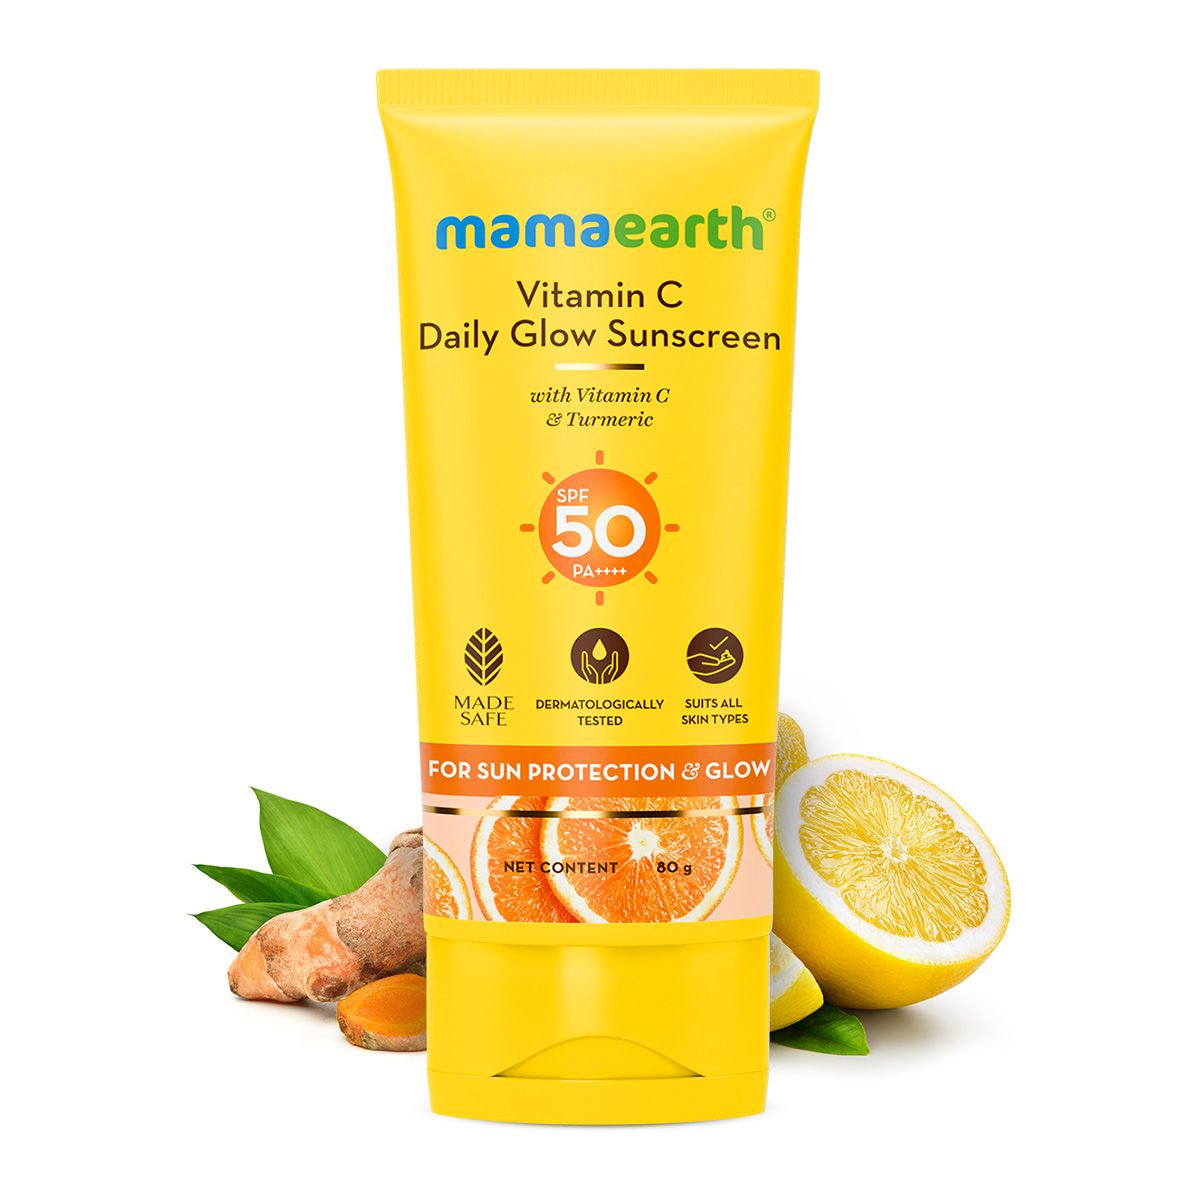 mamaearth®
Vitamin C
Daily Glow Sunscreen
with Vitamin C
& Turmeric
SPF
50
PA++++
MADE
SAFE
DERMATOLOGICALLY
TESTED
SUITS ALL
SKIN TYPES
FOR SUN PROTECTION & GLOW
NET CONTENT 80 g